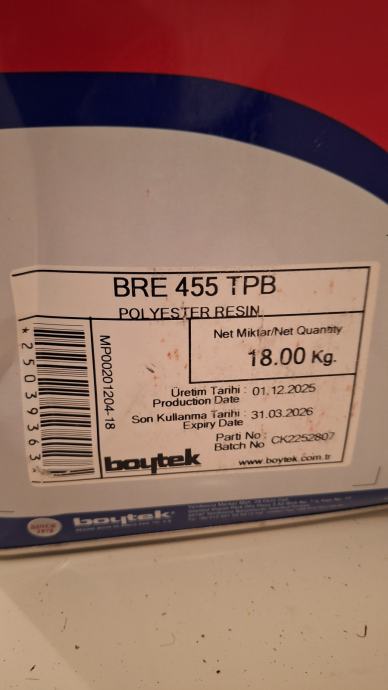 BRE 455 TPB
POLYESTER RESIN
Net Miktar/Net Quantity
18.00 Kg.
Üretim Tarihi : 01.12.2025
Production Date
Son Kullanma Tarihi : 31.03.2026
Expiry Date
Parti No : CK2252807
Batch No
boytek
www.boytek.com.tr
MP00201204-18
*25039363
SINCE
boytek